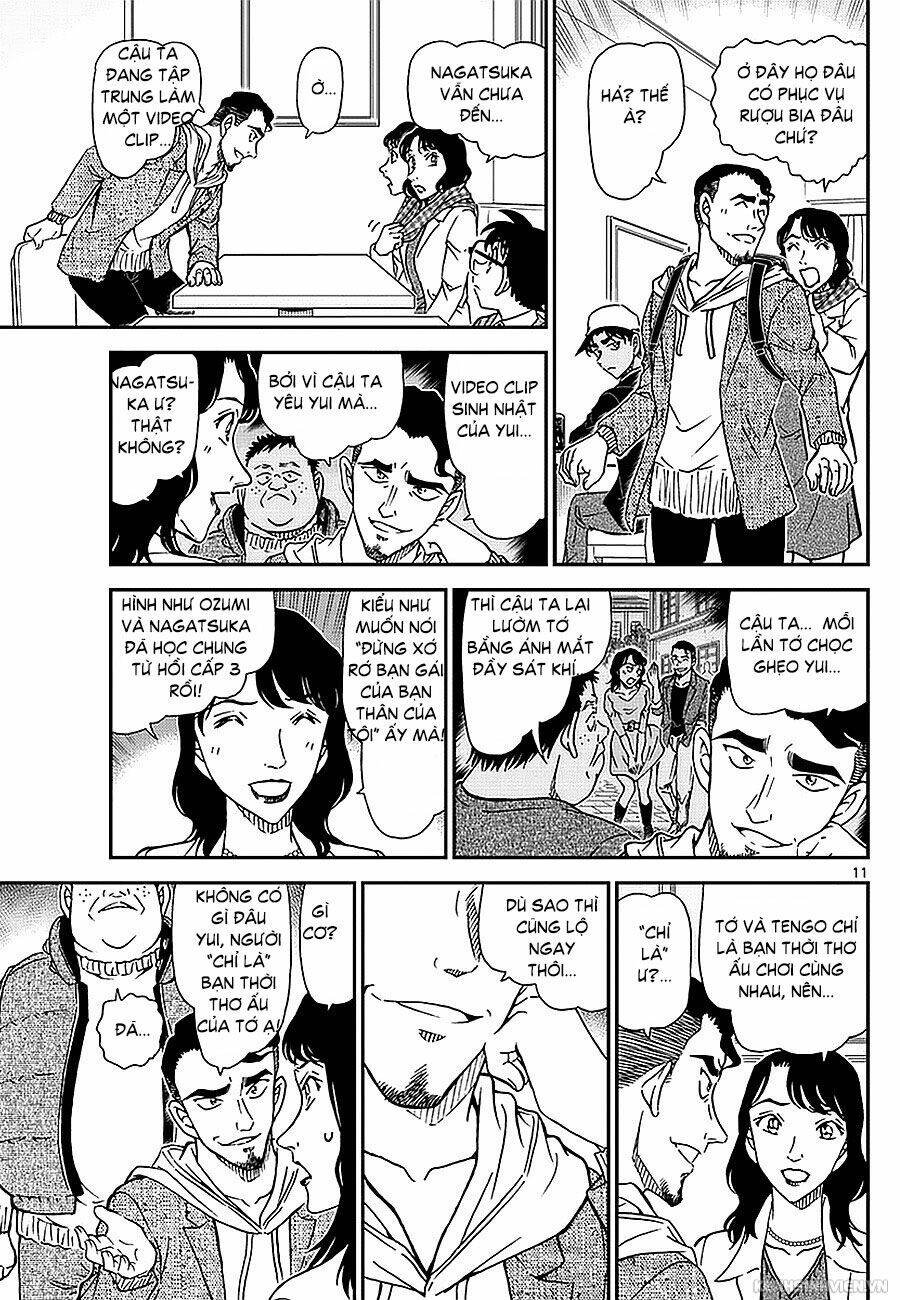 Ở ĐÂY HỌ ĐÂU
CÓ PHỤC VỤ
RƯỢU BIA ĐÂU
CHỨ?
HẢ? THẾ
À?
NAGATSUKA
VẪN CHƯA
ĐẾN...
Ờ...
CẬU TA
ĐANG TẬP
TRUNG LÀM
MỘT VIDEO
CLIP...
VIDEO CLIP
SINH NHẬT
CỦA YUI...
BỞI VÌ CẬU TA
YÊU YUI MÀ...
NAGATSU-
KA Ư? THẬT
KHÔNG?
CẬU TA... MỖI
LẦN TỚ CHỌC
GHẸO YUI...
THÌ CẬU TA LẠI
LƯỜM TỚ
BẰNG ÁNH MẮT
ĐẦY SÁT KHÍ...
KIỂU NHƯ
MUỐN NÓI
“ĐỪNG XỚ
RỚ BẠN GÁI
CỦA BẠN
THÂN CỦA
TÔI” ẤY MÀ!
HÌNH NHƯ OZUMI
VÀ NAGATSUKA
ĐÃ HỌC CHUNG
TỪ HỒI CẤP 3
RỒI!
11
TỚ VÀ TENGO CHỈ
LÀ BẠN THỜI THƠ
ẤU CHƠI CÙNG
NHAU, NÊN...
“CHỈ
LÀ”
Ư?...
DÙ SAO THÌ
CŨNG LỘ
NGAY
THÔI...
GÌ
CƠ?
KHÔNG CÓ
GÌ ĐÂU
YUI, NGƯỜI
“CHỈ LÀ”
BẠN THỜI
THƠ ẤU
CỦA TỚ Ạ!
ĐÃ...